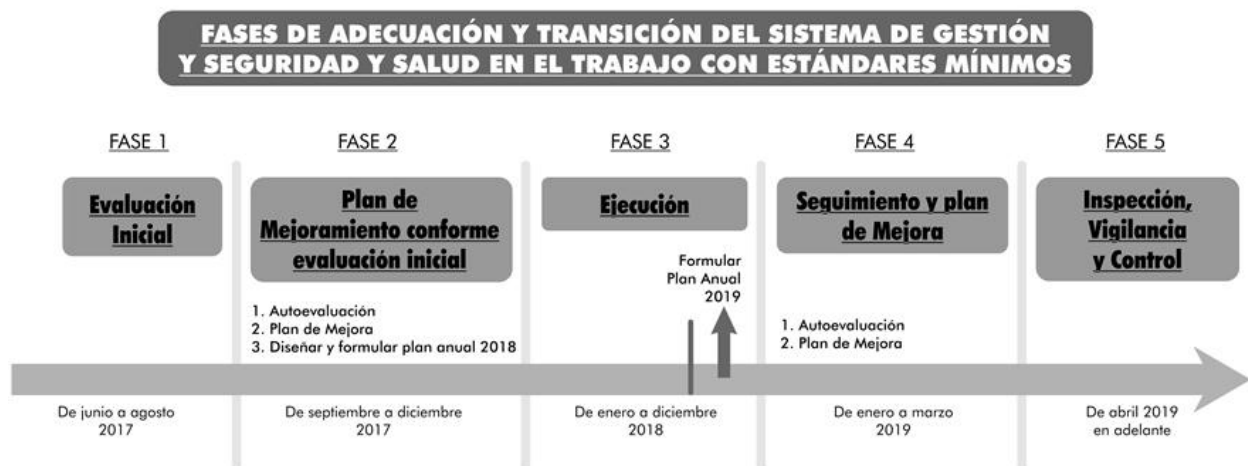 FASES DE ADECUACIÓN Y TRANSICIÓN DEL SISTEMA DE GESTIÓN
Y SEGURIDAD Y SALUD EN EL TRABAJO CON ESTÁNDARES MÍNIMOS
FASE 1
Evaluación
Inicial
De junio a agosto
2017
FASE 2
Plan de
Mejoramiento conforme
evaluación inicial
1. Autoevaluación
2. Plan de Mejora
3. Diseñar y formular plan anual 2018
De septiembre a diciembre
2017
FASE 3
Ejecución
Formular
Plan Anual
2019
De enero a diciembre
2018
FASE 4
Seguimiento y plan
de Mejora
1. Autoevaluación
2. Plan de Mejora
De enero a marzo
2019
FASE 5
Inspección,
Vigilancia
y Control
De abril 2019
en adelante